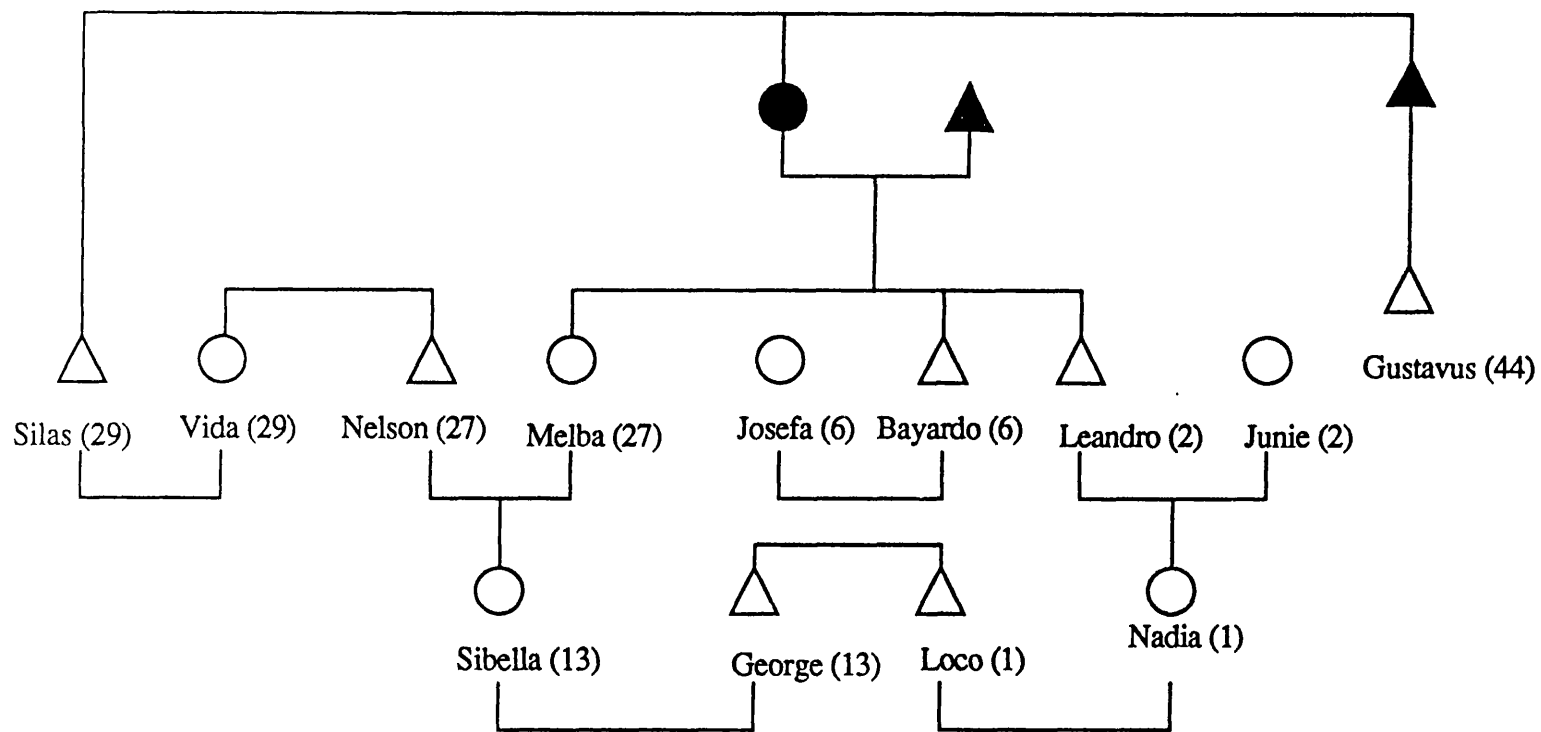 Gustavus (44)
Silas (29) Vida (29) Nelson (27) Melba (27) Josefa (6) Bayardo (6) Leandro (2) Junie (2)
Nadia (1)
Sibella (13) George (13) Loco (1)